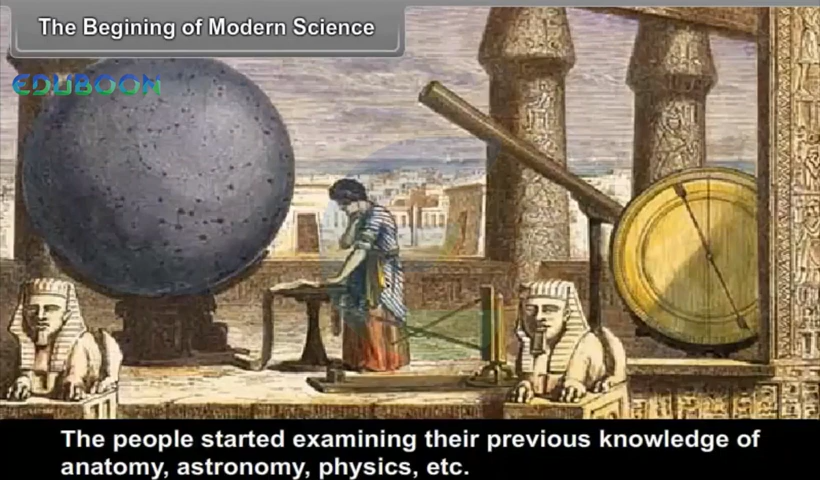 The Begining of Modern Science
EDUBOON
The people started examining their previous knowledge of
anatomy, astronomy, physics, etc.